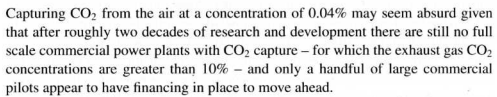 Capturing CO₂ from the air at a concentration of 0.04% may seem absurd given
that after roughly two decades of research and development there are still no full
scale commercial power plants with CO₂ capture – for which the exhaust gas CO₂
concentrations are greater than 10% – and only a handful of large commercial
pilots appear to have financing in place to move ahead.